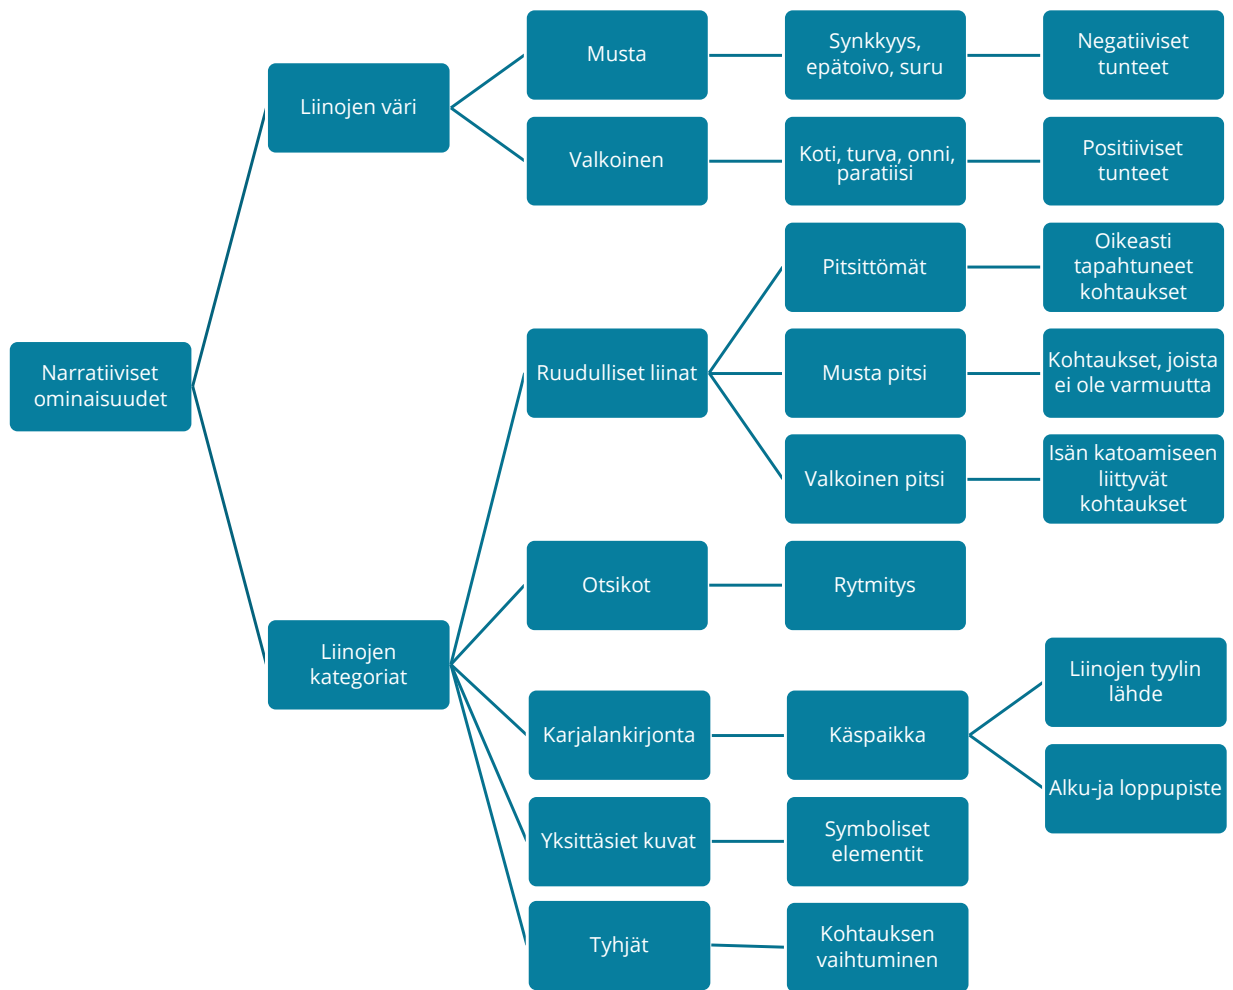 Narratiiviset
ominaisuudet
Liinojen väri
Musta
Synkkyys,
epätoivo, suru
Negatiiviset
tunteet
Valkoinen
Koti, turva, onni,
paratiisi
Positiiviset
tunteet
Liinojen
kategoriat
Ruudulliset liinat
Pitsittömät
Oikeasti
tapahtuneet
kohtaukset
Musta pitsi
Kohtaukset, joista
ei ole varmuutta
Valkoinen pitsi
Isän katoamiseen
liittyvät
kohtaukset
Otsikot
Rytmitys
Karjalankirjonta
Käspaikka
Liinojen tyylin
lähde
Alku-ja loppupiste
Yksittäsiet kuvat
Symboliset
elementit
Tyhjät
Kohtauksen
vaihtuminen